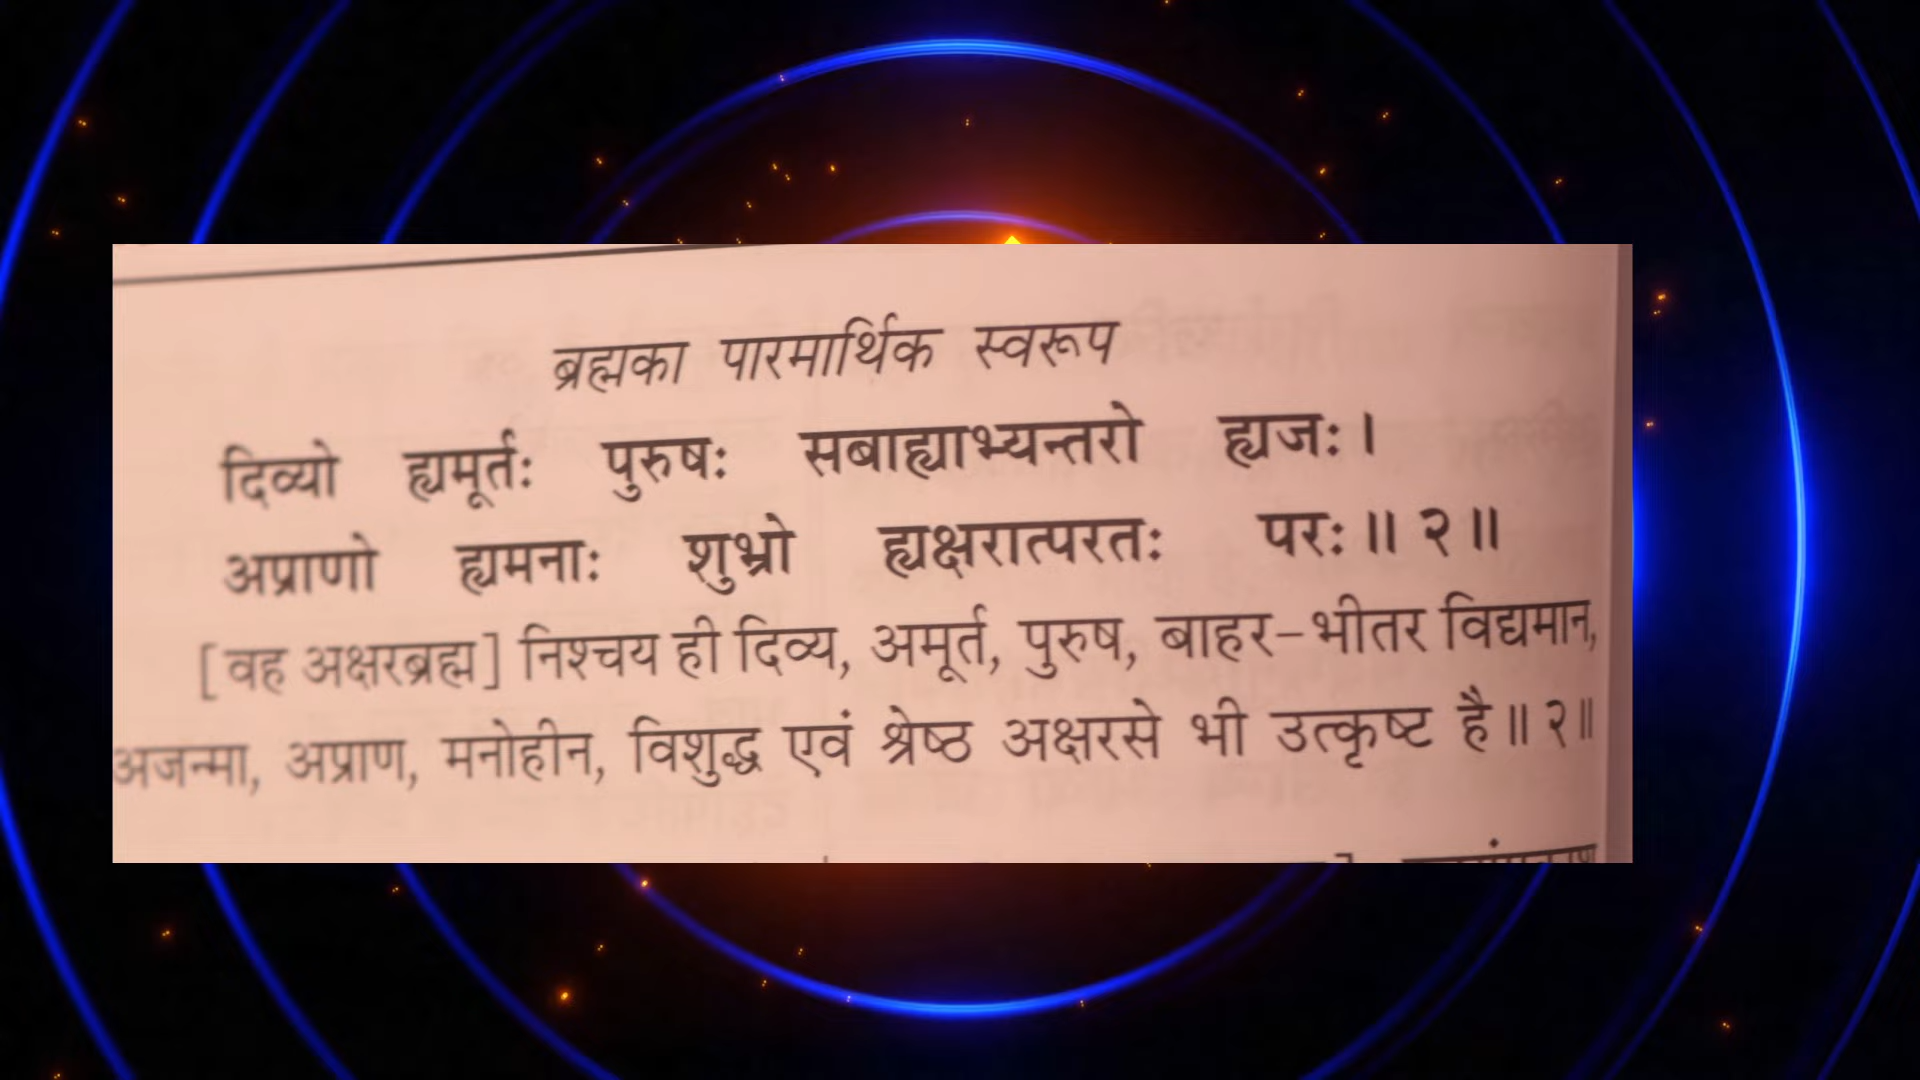 ब्रह्मका पारमार्थिक स्वरूप
दिव्यो ह्यमूर्तः पुरुषः सबाह्याभ्यन्तरो ह्यजः।
अप्राणो ह्यमनाः शुभ्रो ह्यक्षरात्परतः परः॥ २॥
[वह अक्षरब्रह्म] निश्चय ही दिव्य, अमूर्त, पुरुष, बाहर-भीतर विद्यमान,
अजन्मा, अप्राण, मनोहीन, विशुद्ध एवं श्रेष्ठ अक्षरसे भी उत्कृष्ट है॥ २॥